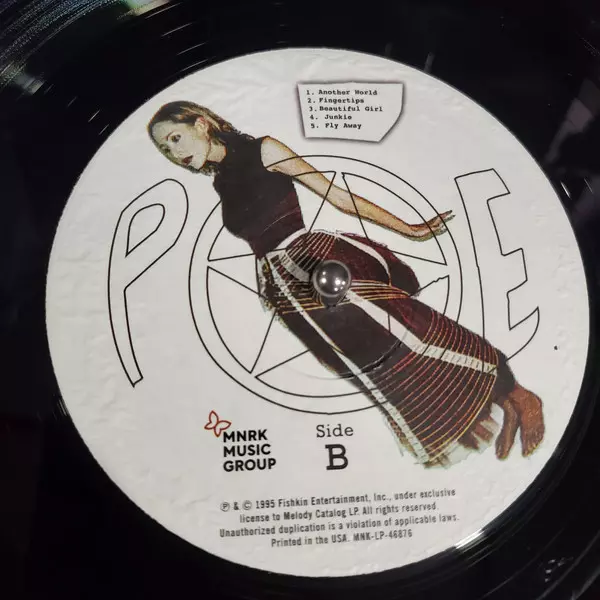 1. Another World
2. Fingertips
3. Beautiful Girl
4. Junkie
5. Fly Away
POE
MNRK
MUSIC
GROUP
Side
B
℗ & © 1995 Fishkin Entertainment, Inc., under exclusive
license to Melody Catalog LP. All rights reserved.
Unauthorized duplication is a violation of applicable laws.
Printed in the USA. MNK-LP-46876